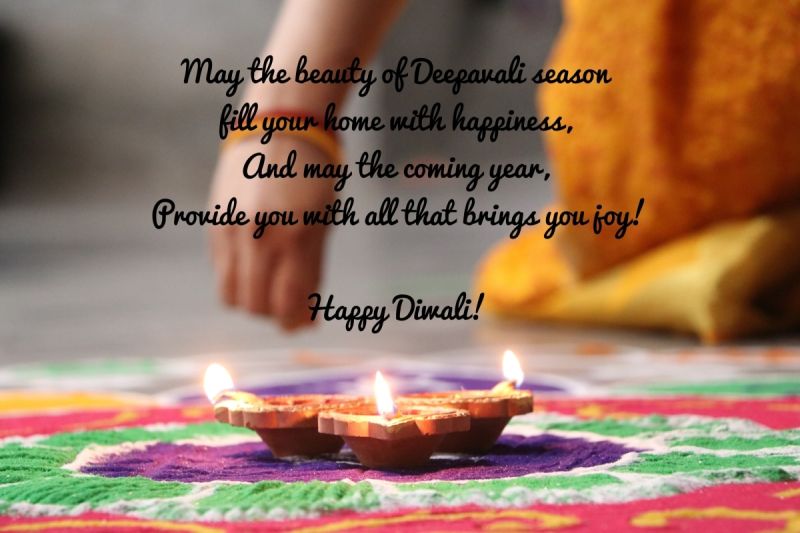 May the beauty of Deepavali season
fill your home with happiness,
And may the coming year,
Provide you with all that brings you joy!
Happy Diwali!